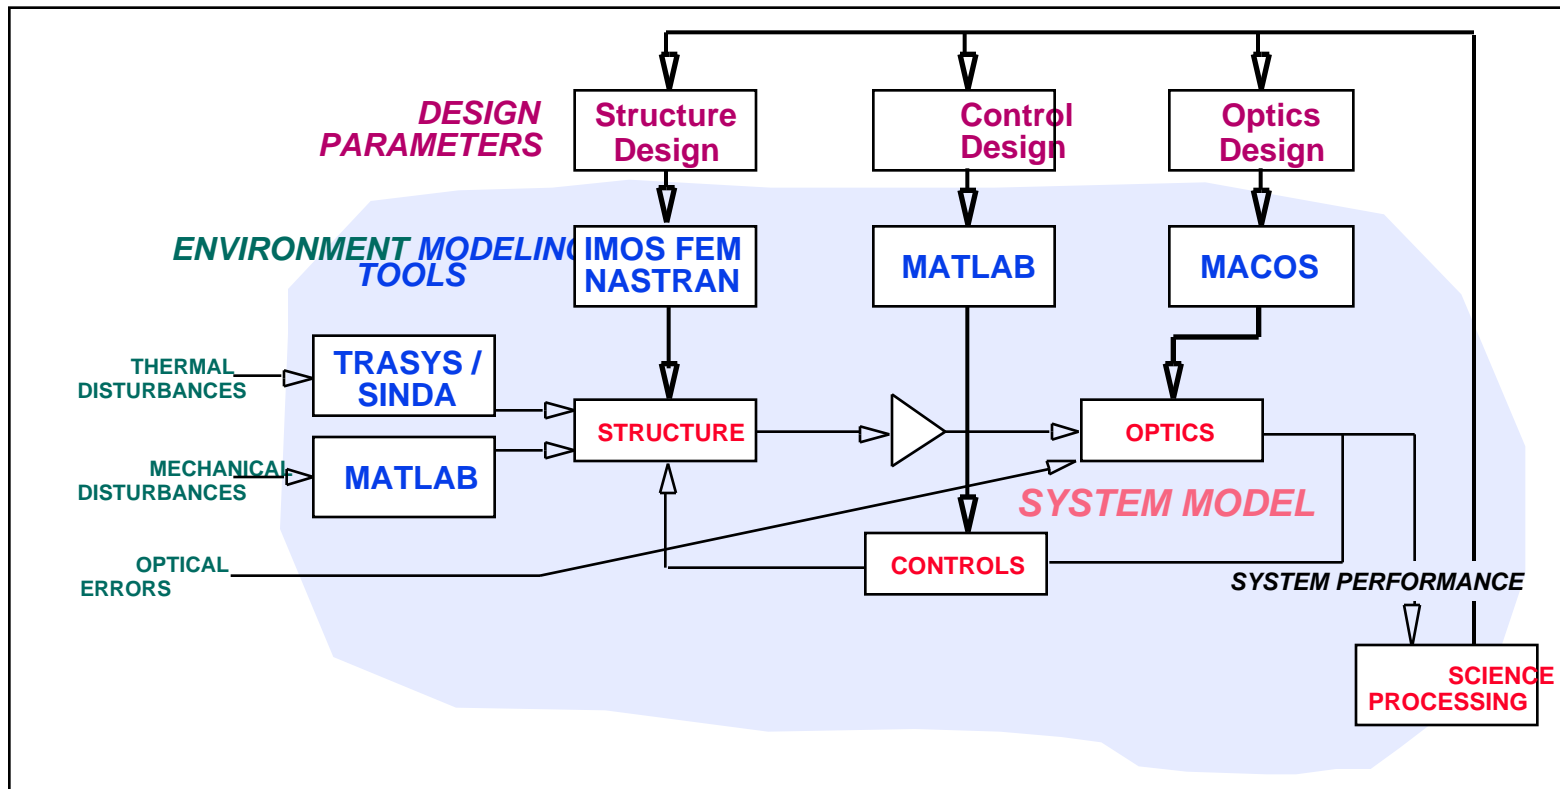 DESIGN
PARAMETERS
Structure
Design
Control
Design
Optics
Design
ENVIRONMENT MODELING
TOOLS
IMOS FEM
NASTRAN
MATLAB
MACOS
THERMAL
DISTURBANCES
TRASYS /
SINDA
STRUCTURE
OPTICS
MECHANICAL
DISTURBANCES
MATLAB
SYSTEM MODEL
OPTICAL
ERRORS
CONTROLS
SYSTEM PERFORMANCE
SCIENCE
PROCESSING